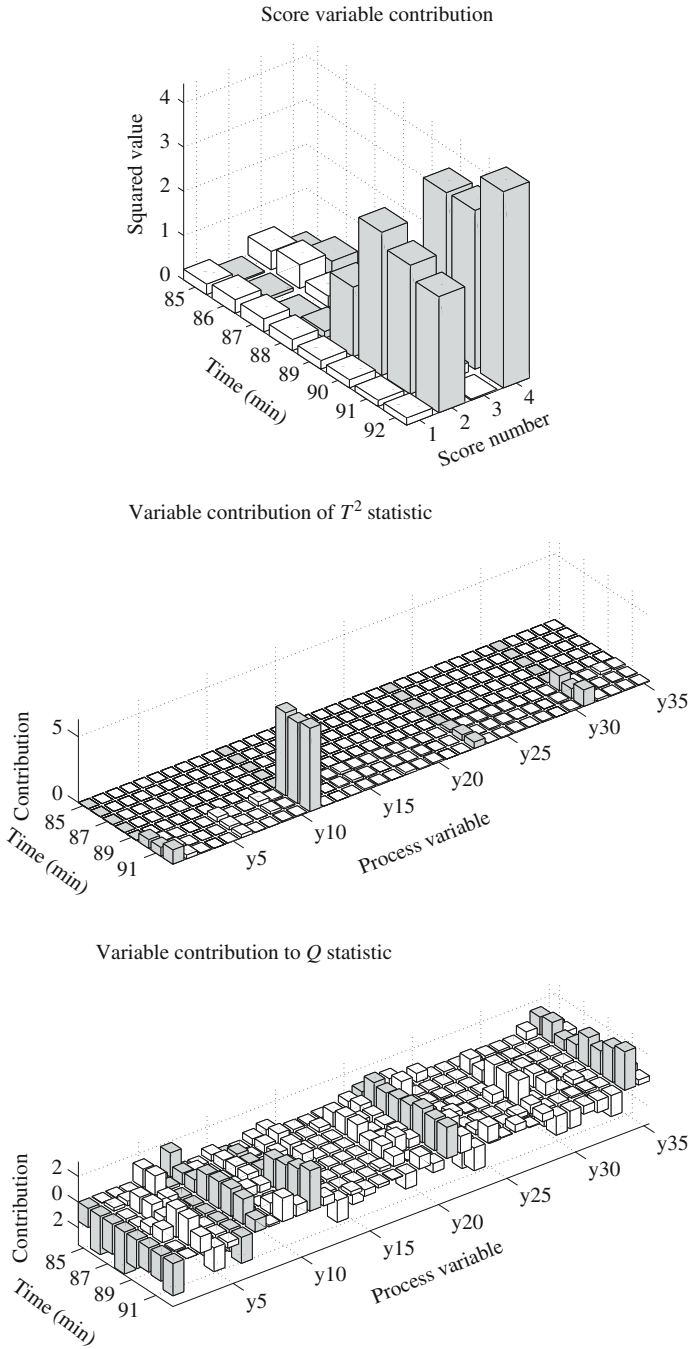 Score variable contribution
Squared value
4
3
2
1
0
85
86
87
88
89
90
91
92
Time (min)
1
2
3
4
Score number
Variable contribution of T² statistic
Contribution
5
0
85
87
89
91
Time (min)
y5
y10
y15
y20
y25
y30
y35
Process variable
Variable contribution to Q statistic
Contribution
2
0
2
85
87
89
91
Time (min)
y5
y10
y15
y20
y25
y30
y35
Process variable